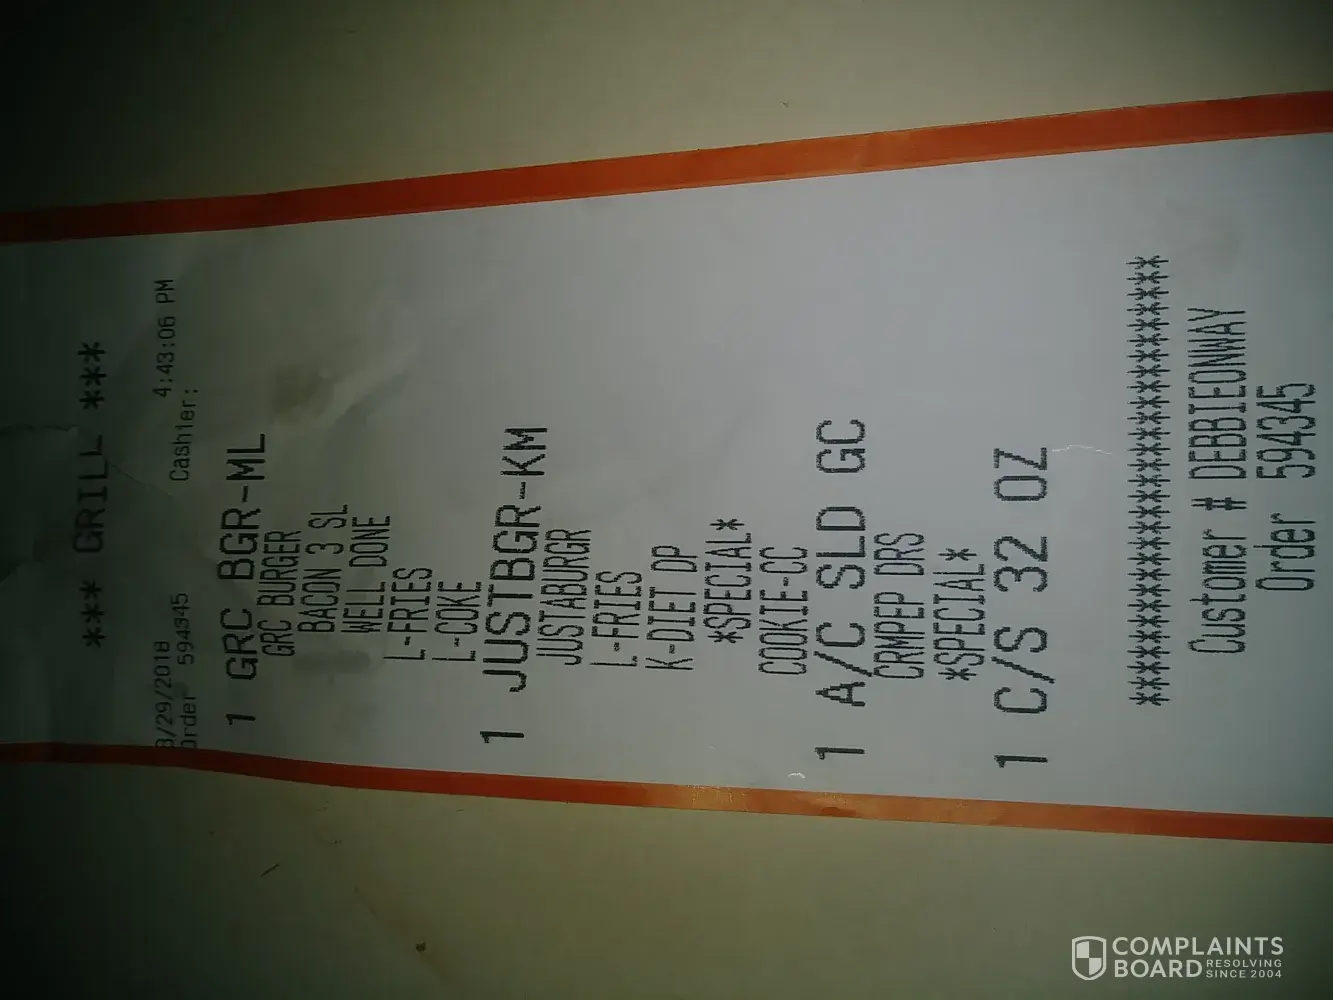 *** GRILL ***
8/29/2018 4:43:06 PM
Order 594345 Cashier:
1 GRC BGR-ML
GRC BURGER
BACON 3 SL
WELL DONE
L-FRIES
L-COKE
1 JUSTBGR-KM
JUSTABURGR
L-FRIES
K-DIET DP
*SPECIAL*
COOKIE-CC
1 A/C SLD GC
CRMPEP DRS
*SPECIAL*
1 C/S 32 OZ
******************************
Customer # DEBBIEONWAY
Order 594345
COMPLAINTS
BOARD RESOLVING
SINCE 2004